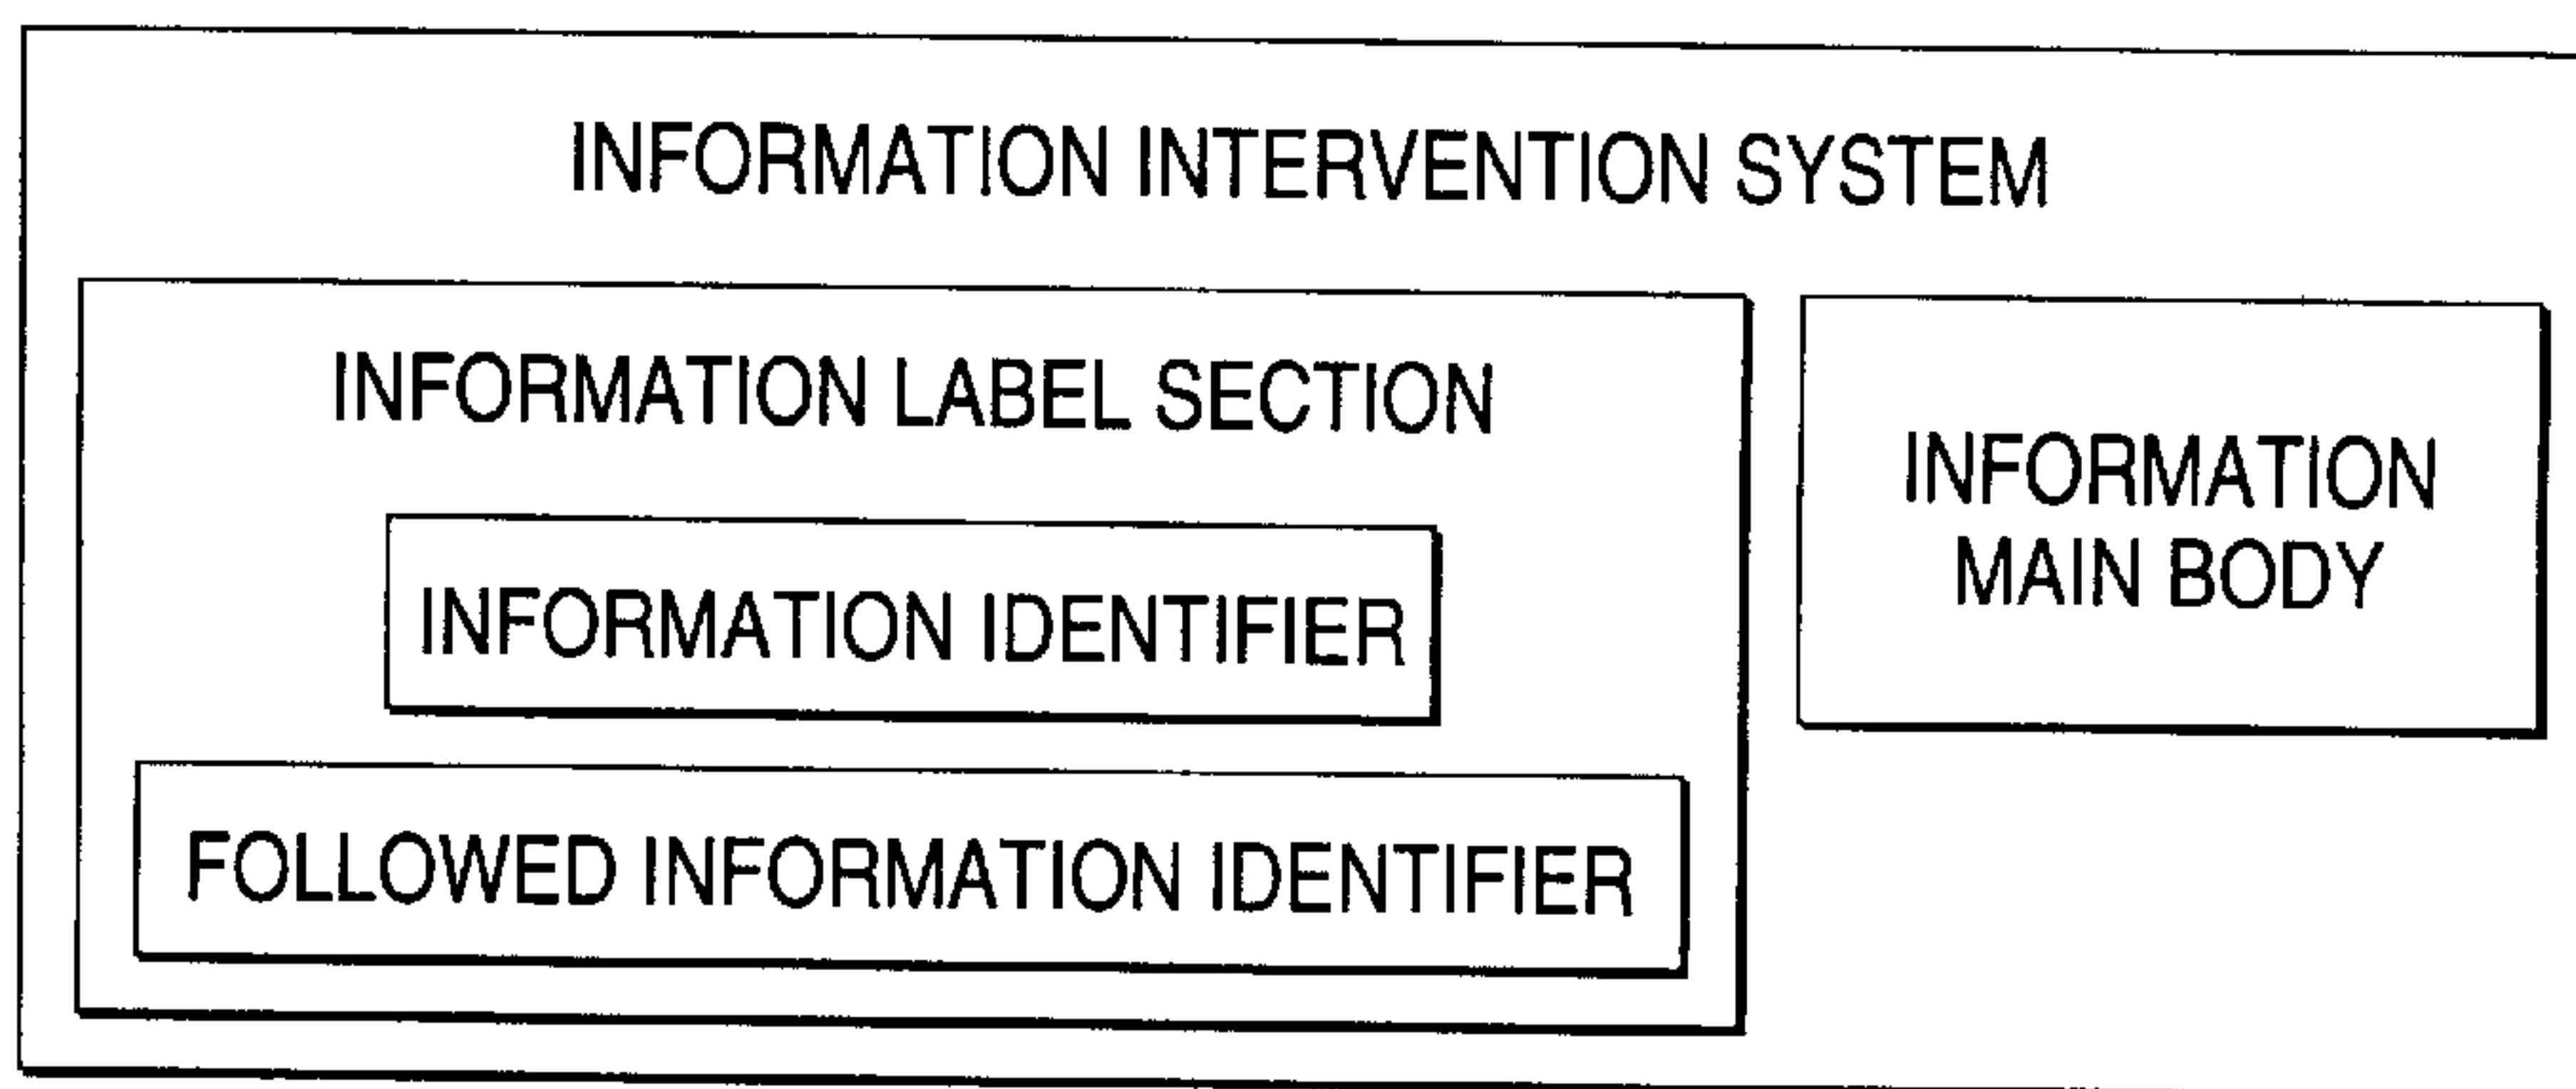 INFORMATION INTERVENTION SYSTEM
INFORMATION LABEL SECTION
INFORMATION IDENTIFIER
FOLLOWED INFORMATION IDENTIFIER
INFORMATION
MAIN BODY